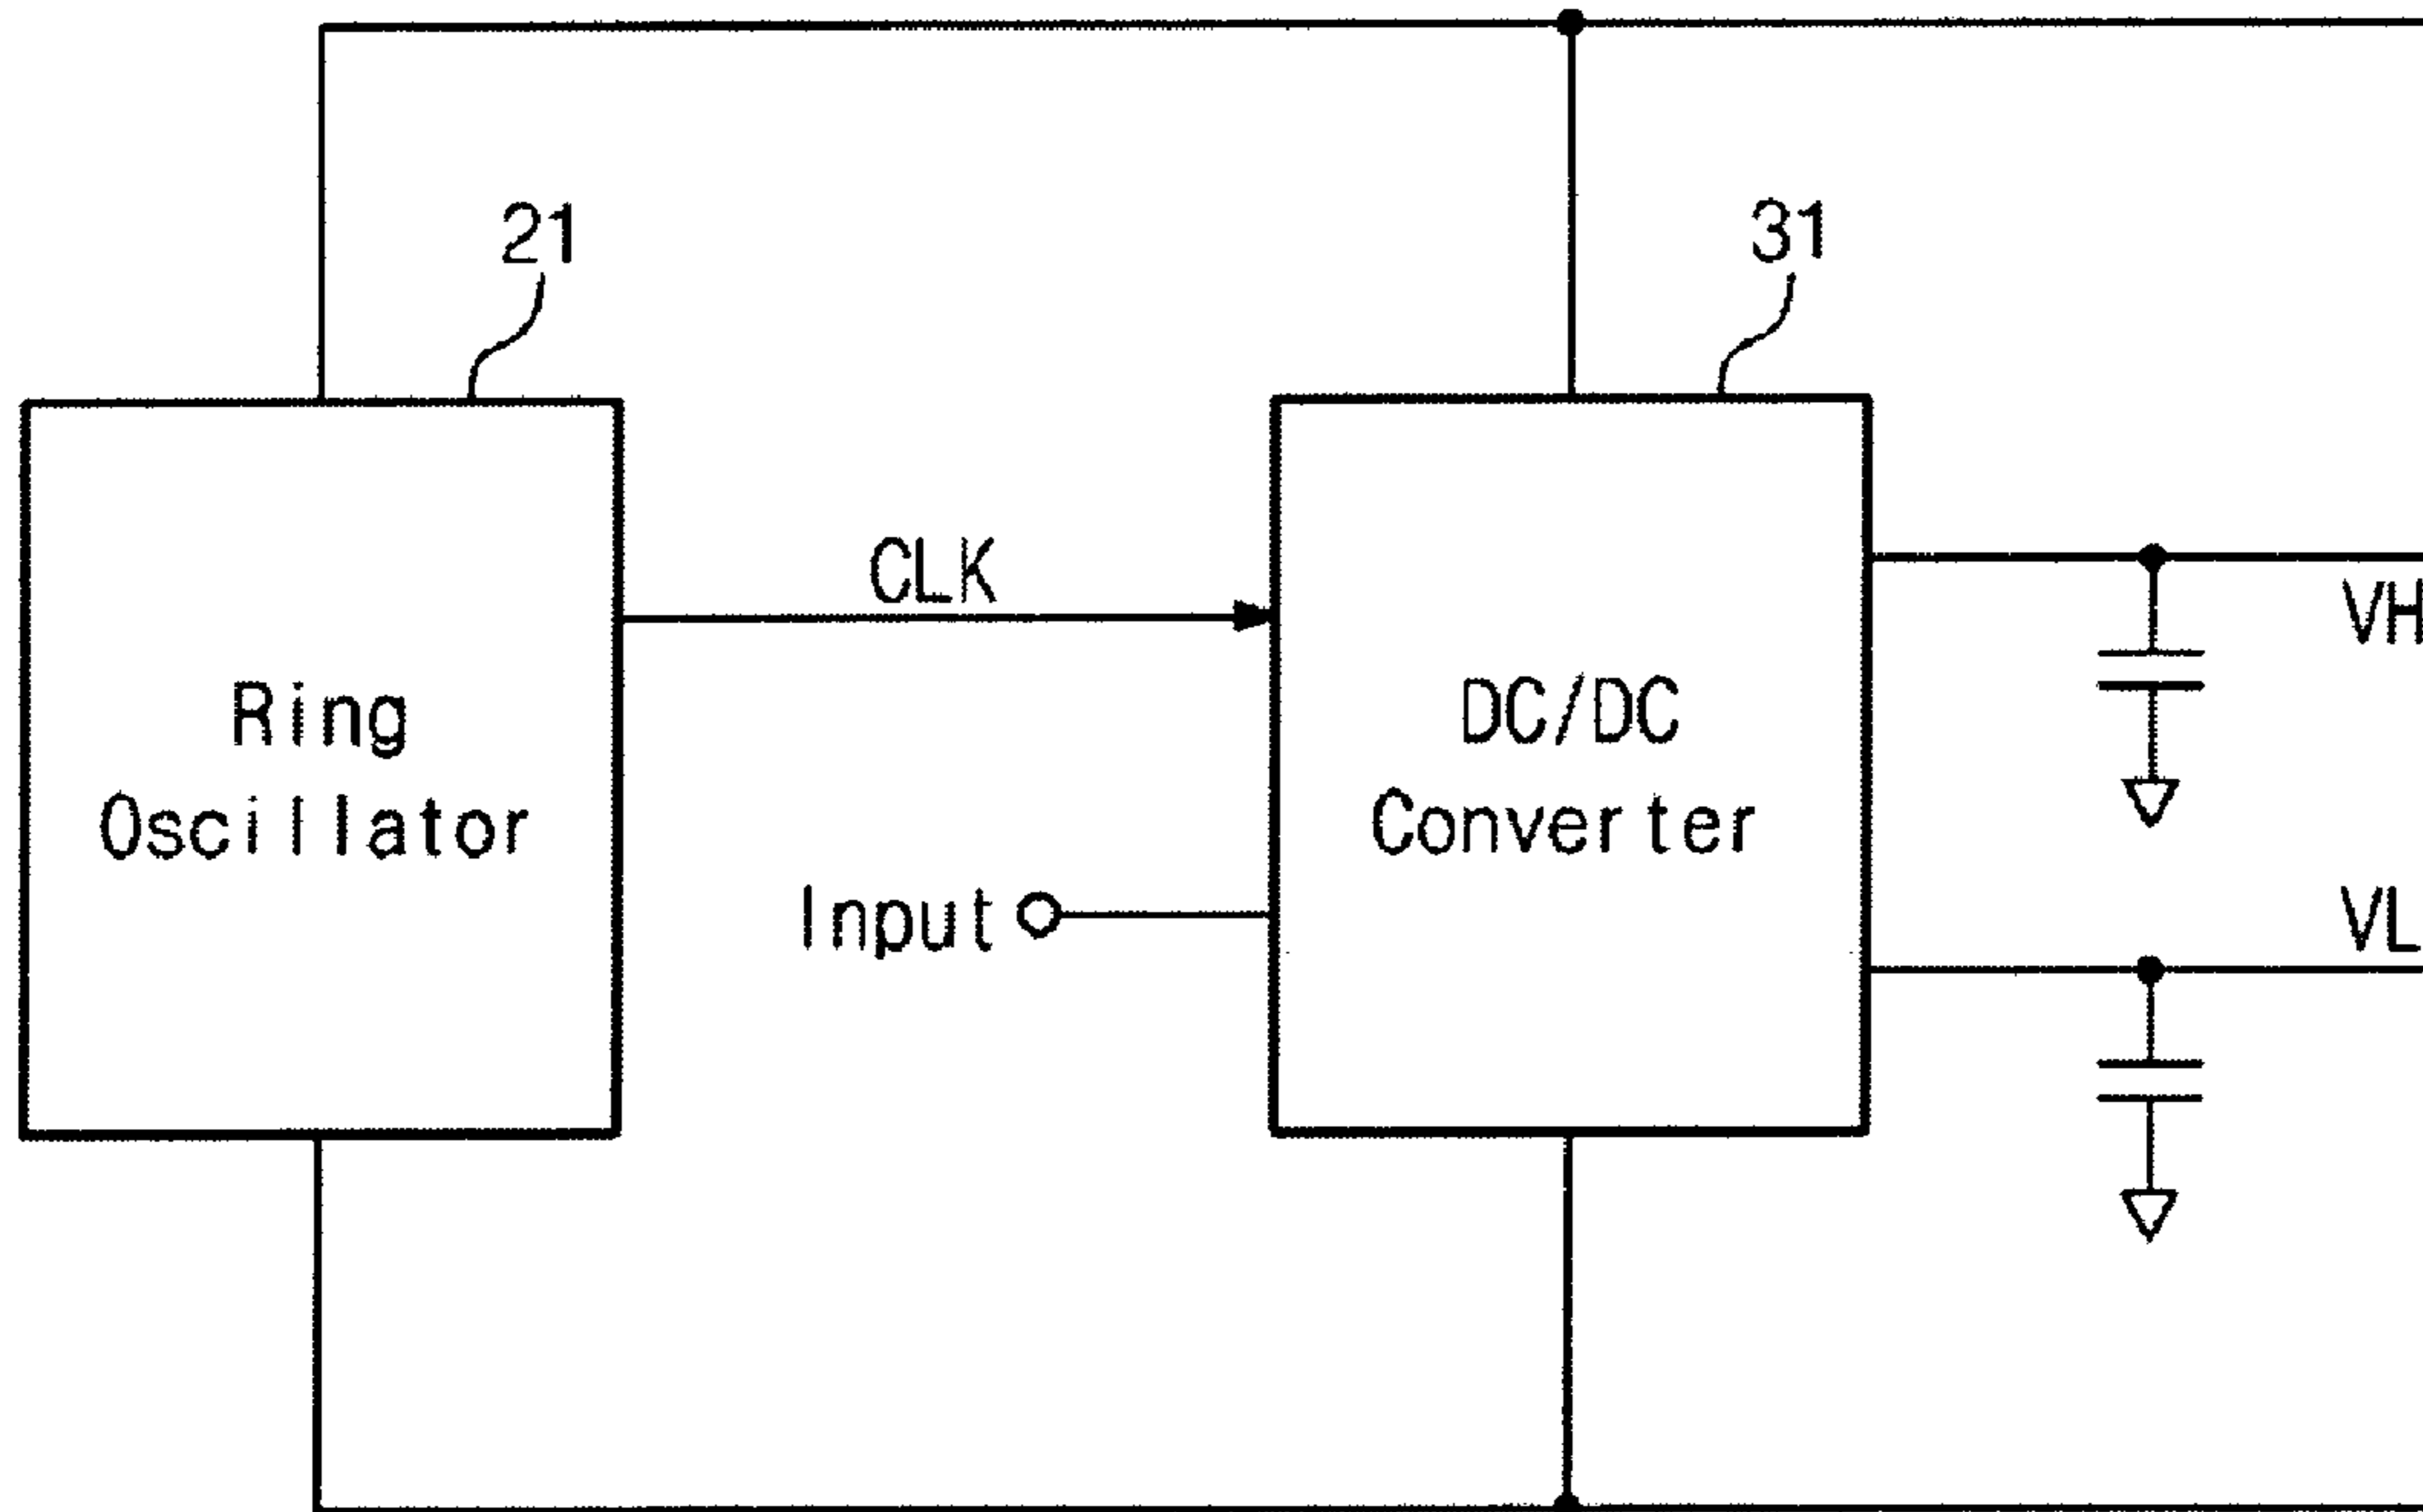 21
31
CLK
VH
Ring
Oscillator
DC/DC
Converter
Input
VL